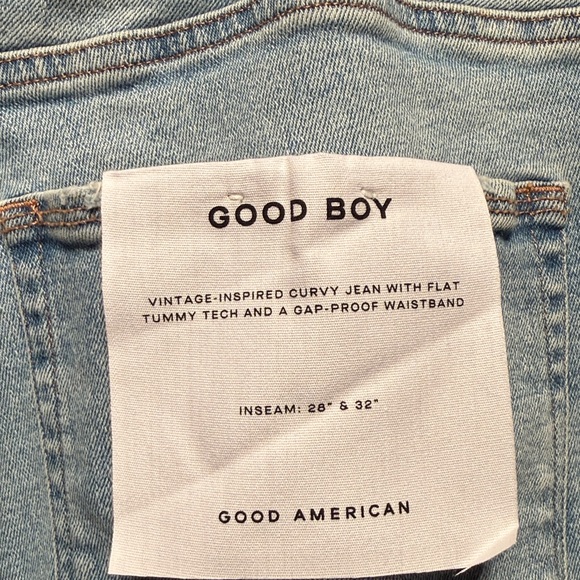 GOOD BOY
VINTAGE-INSPIRED CURVY JEAN WITH FLAT
TUMMY TECH AND A GAP-PROOF WAISTBAND
INSEAM: 28" & 32"
GOOD AMERICAN